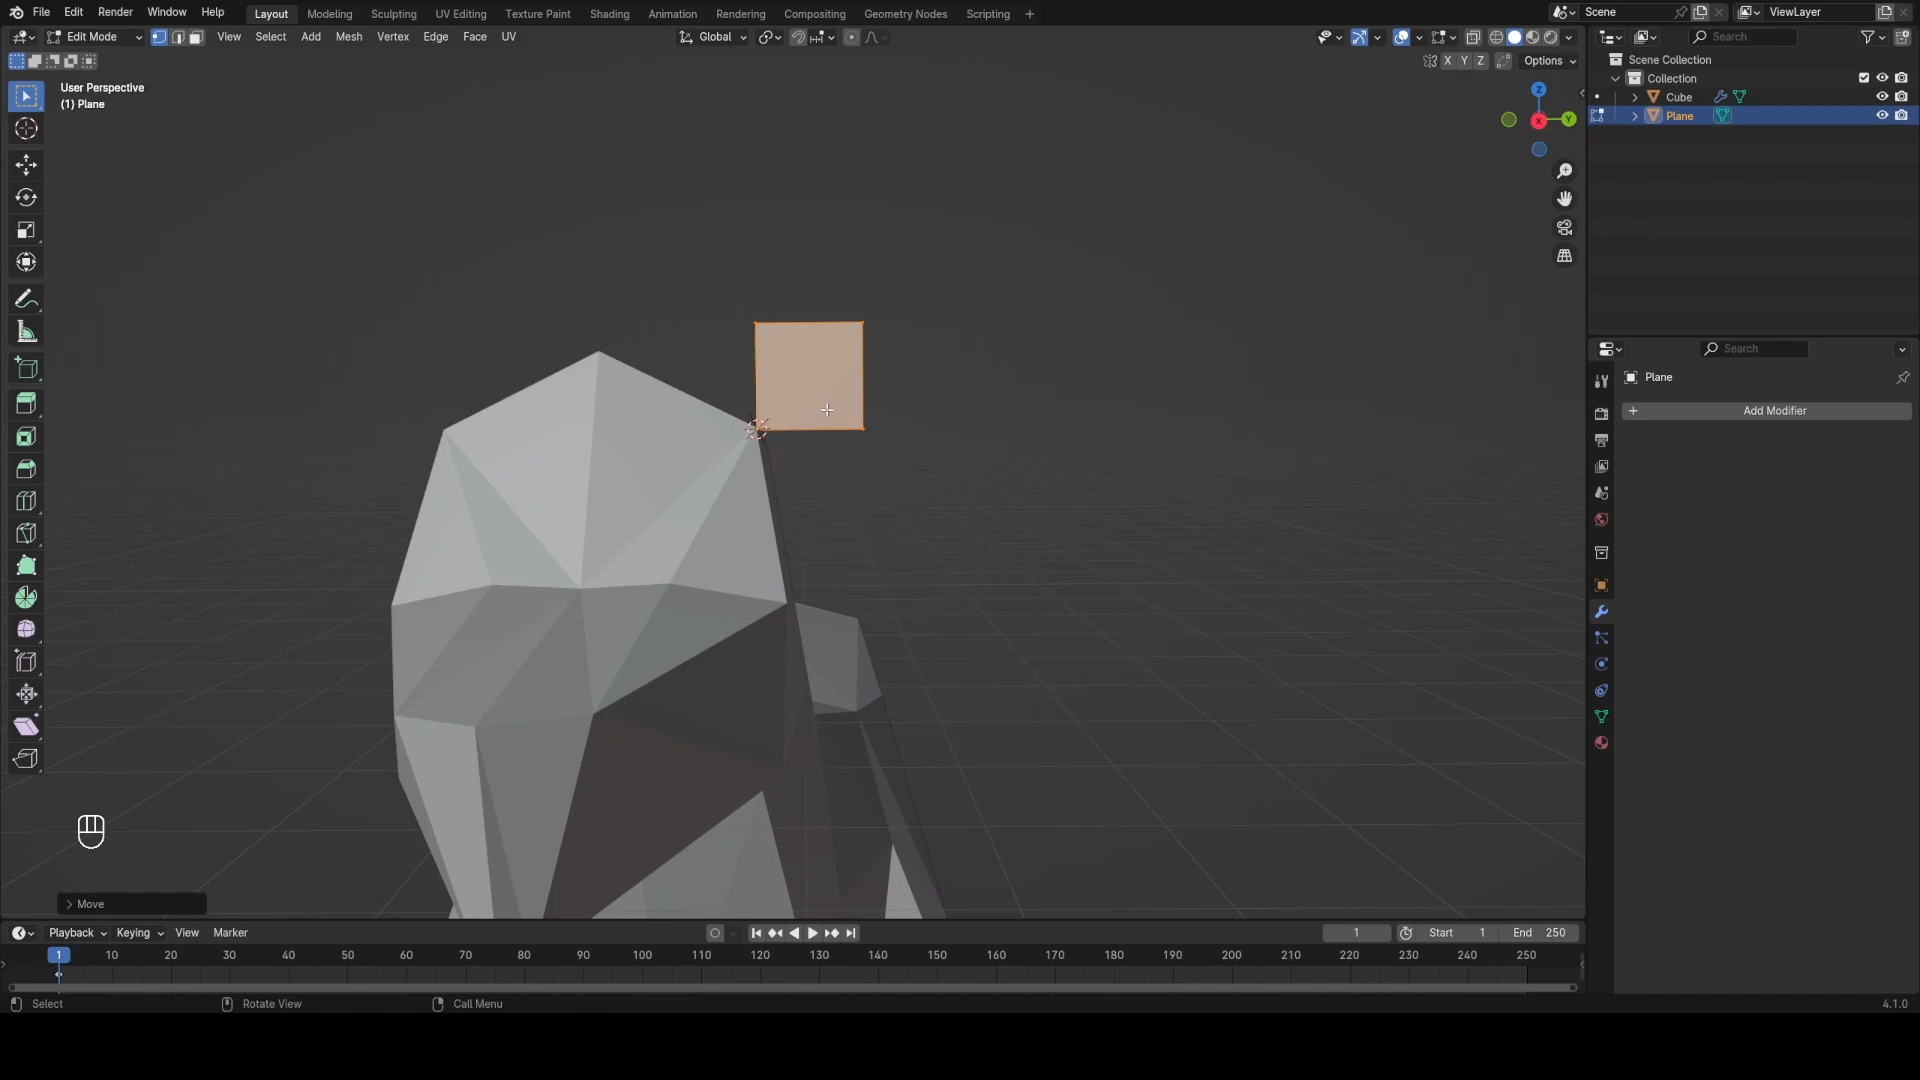 File Edit Render Window Help Layout Modeling Sculpting UV Editing Texture Paint Shading Animation Rendering Compositing Geometry Nodes Scripting + Scene ViewLayer
Edit Mode View Select Add Mesh Vertex Edge Face UV Global Search
X Y Z Options
User Perspective
(1) Plane
Z
X
Y
Scene Collection
Collection
Cube
Plane
Search
Plane
+ Add Modifier
> Move
Playback Keying View Marker 1 Start 1 End 250
1 10 20 30 40 50 60 70 80 90 100 110 120 130 140 150 160 170 180 190 200 210 220 230 240 250
Select Rotate View Call Menu 4.1.0